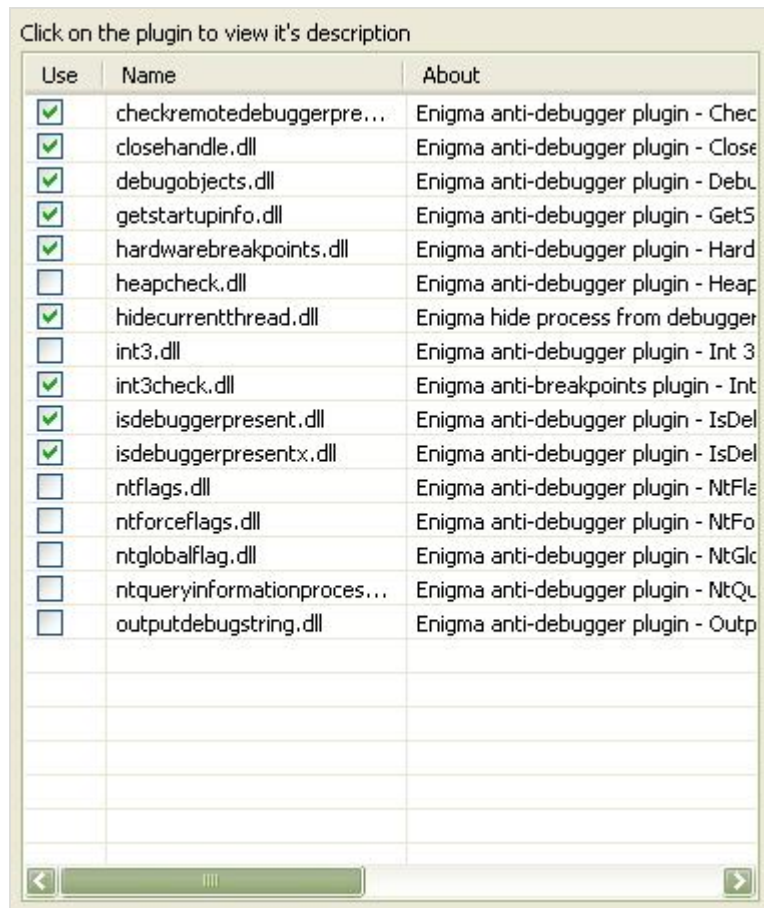 Click on the plugin to view it's description
Use Name About
checkremotedebuggerpre... Enigma anti-debugger plugin - Chec
closehandle.dll Enigma anti-debugger plugin - Close
debugobjects.dll Enigma anti-debugger plugin - Debu
getstartupinfo.dll Enigma anti-debugger plugin - GetS
hardwarebreakpoints.dll Enigma anti-debugger plugin - Hard
heapcheck.dll Enigma anti-debugger plugin - Heap
hidecurrentthread.dll Enigma hide process from debugger
int3.dll Enigma anti-debugger plugin - Int 3
int3check.dll Enigma anti-breakpoints plugin - Int
isdebuggerpresent.dll Enigma anti-debugger plugin - IsDel
isdebuggerpresentx.dll Enigma anti-debugger plugin - IsDel
ntflags.dll Enigma anti-debugger plugin - NtFla
ntforceflags.dll Enigma anti-debugger plugin - NtFo
ntglobalflag.dll Enigma anti-debugger plugin - NtGlo
ntqueryinformationproces... Enigma anti-debugger plugin - NtQu
outputdebugstring.dll Enigma anti-debugger plugin - Outp